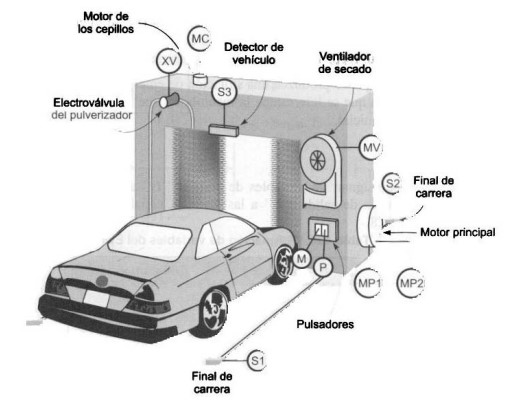 Motor de
los cepillos
MC
XV
Detector de
vehículo
Ventilador
de secado
S3
Electroválvula
del pulverizador
MV
S2
Final de
carrera
Motor principal
M
P
MP1
MP2
Pulsadores
S1
Final de
carrera